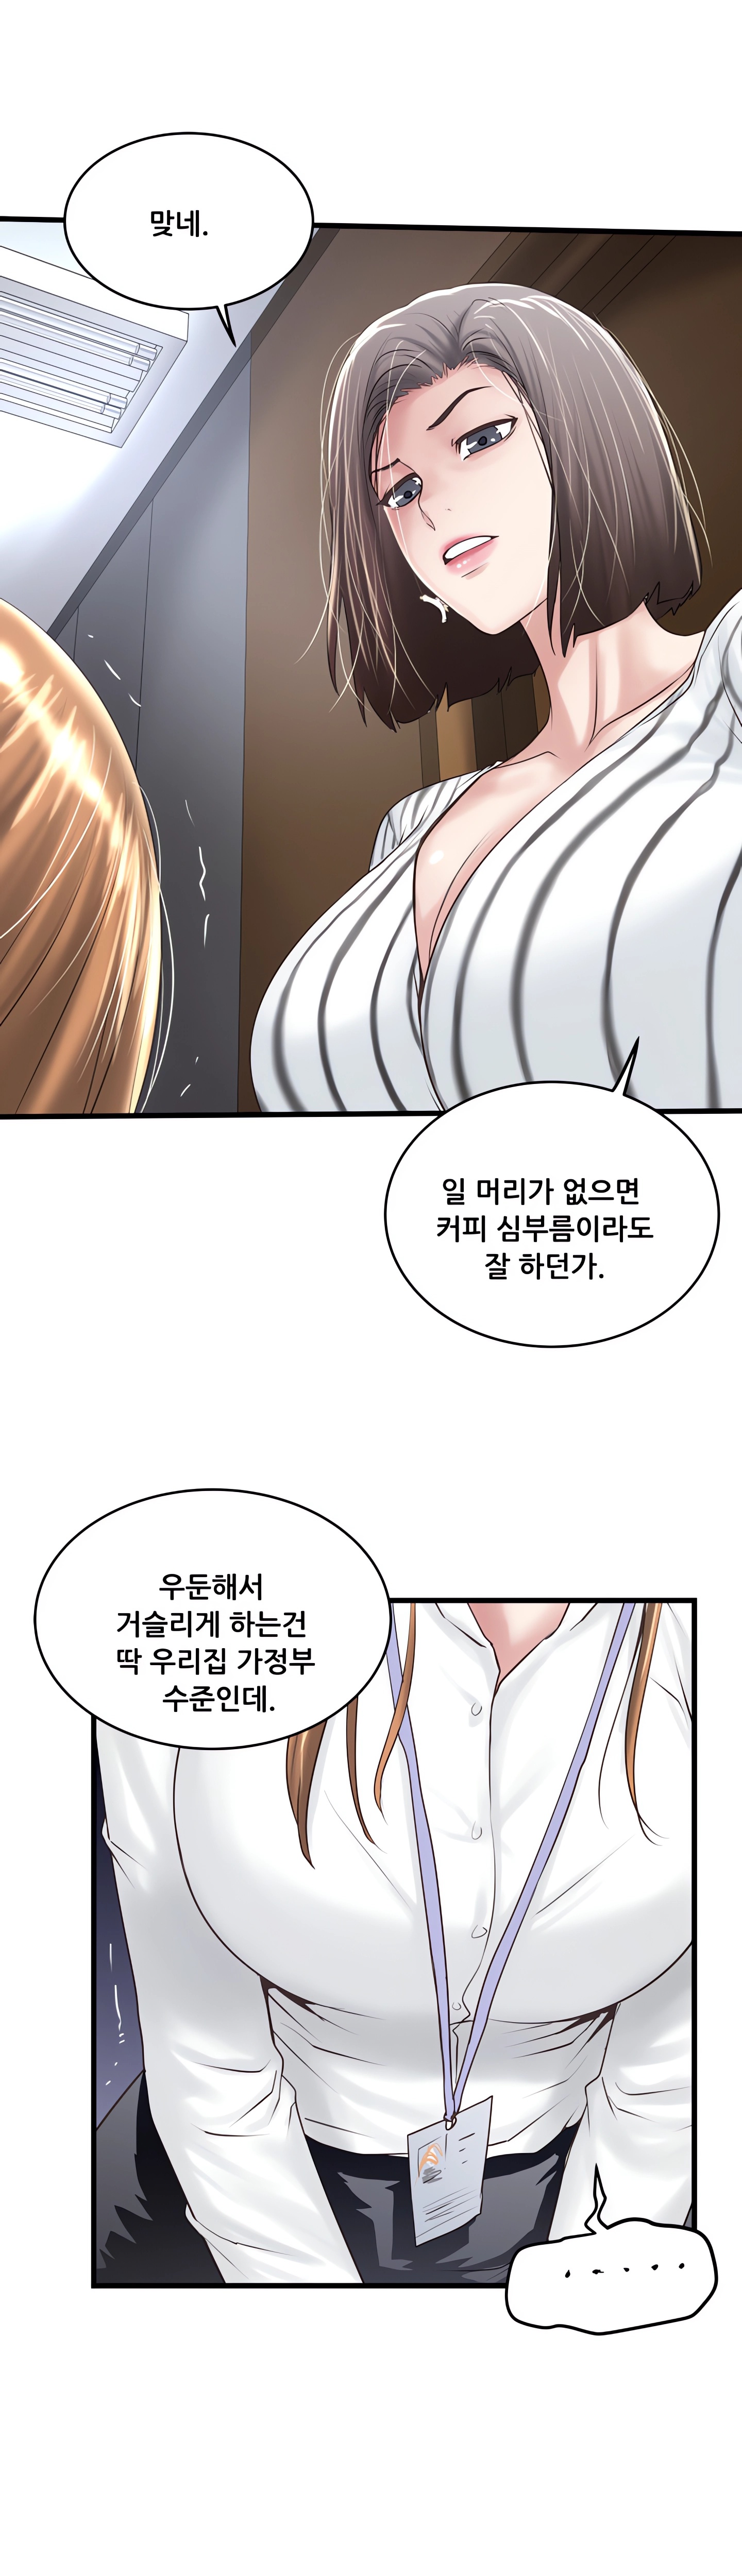 맞네.
일 머리가 없으면
커피 심부름이라도
잘 하던가.
우둔해서
거슬리게 하는건
딱 우리집 가정부
수준인데.
.....